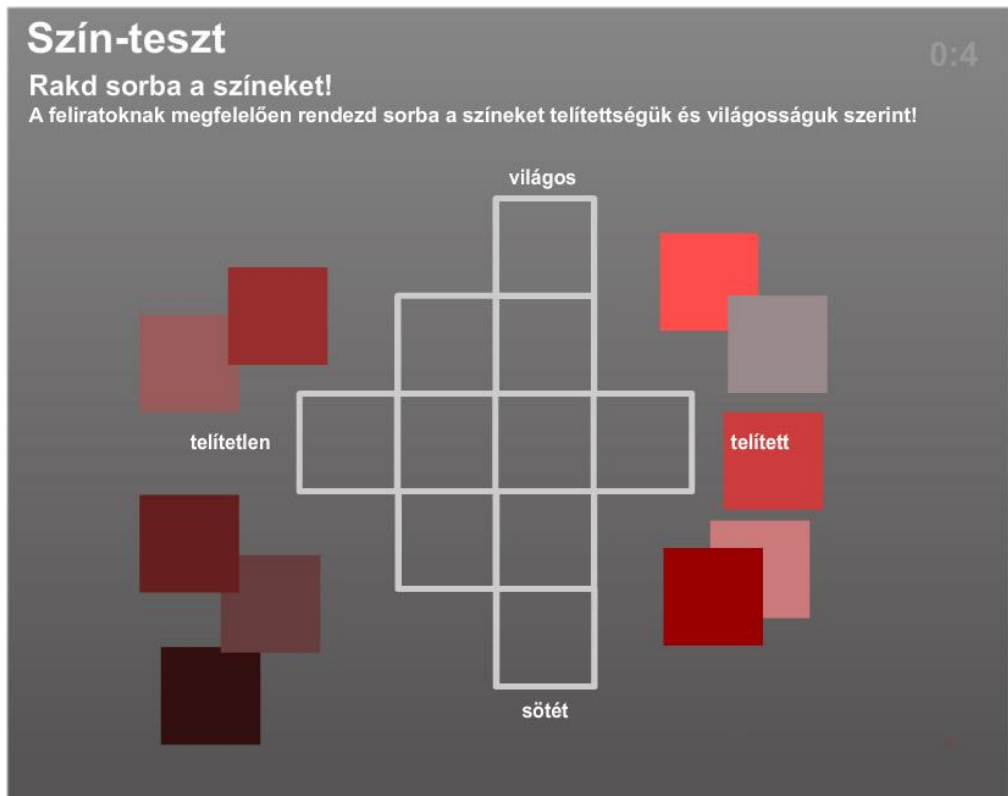 Szín-teszt
0:4
Rakd sorba a színeket!
A feliratoknak megfelelően rendezd sorba a színeket telítettségük és világosságuk szerint!
világos
telítetlen
telített
sötét